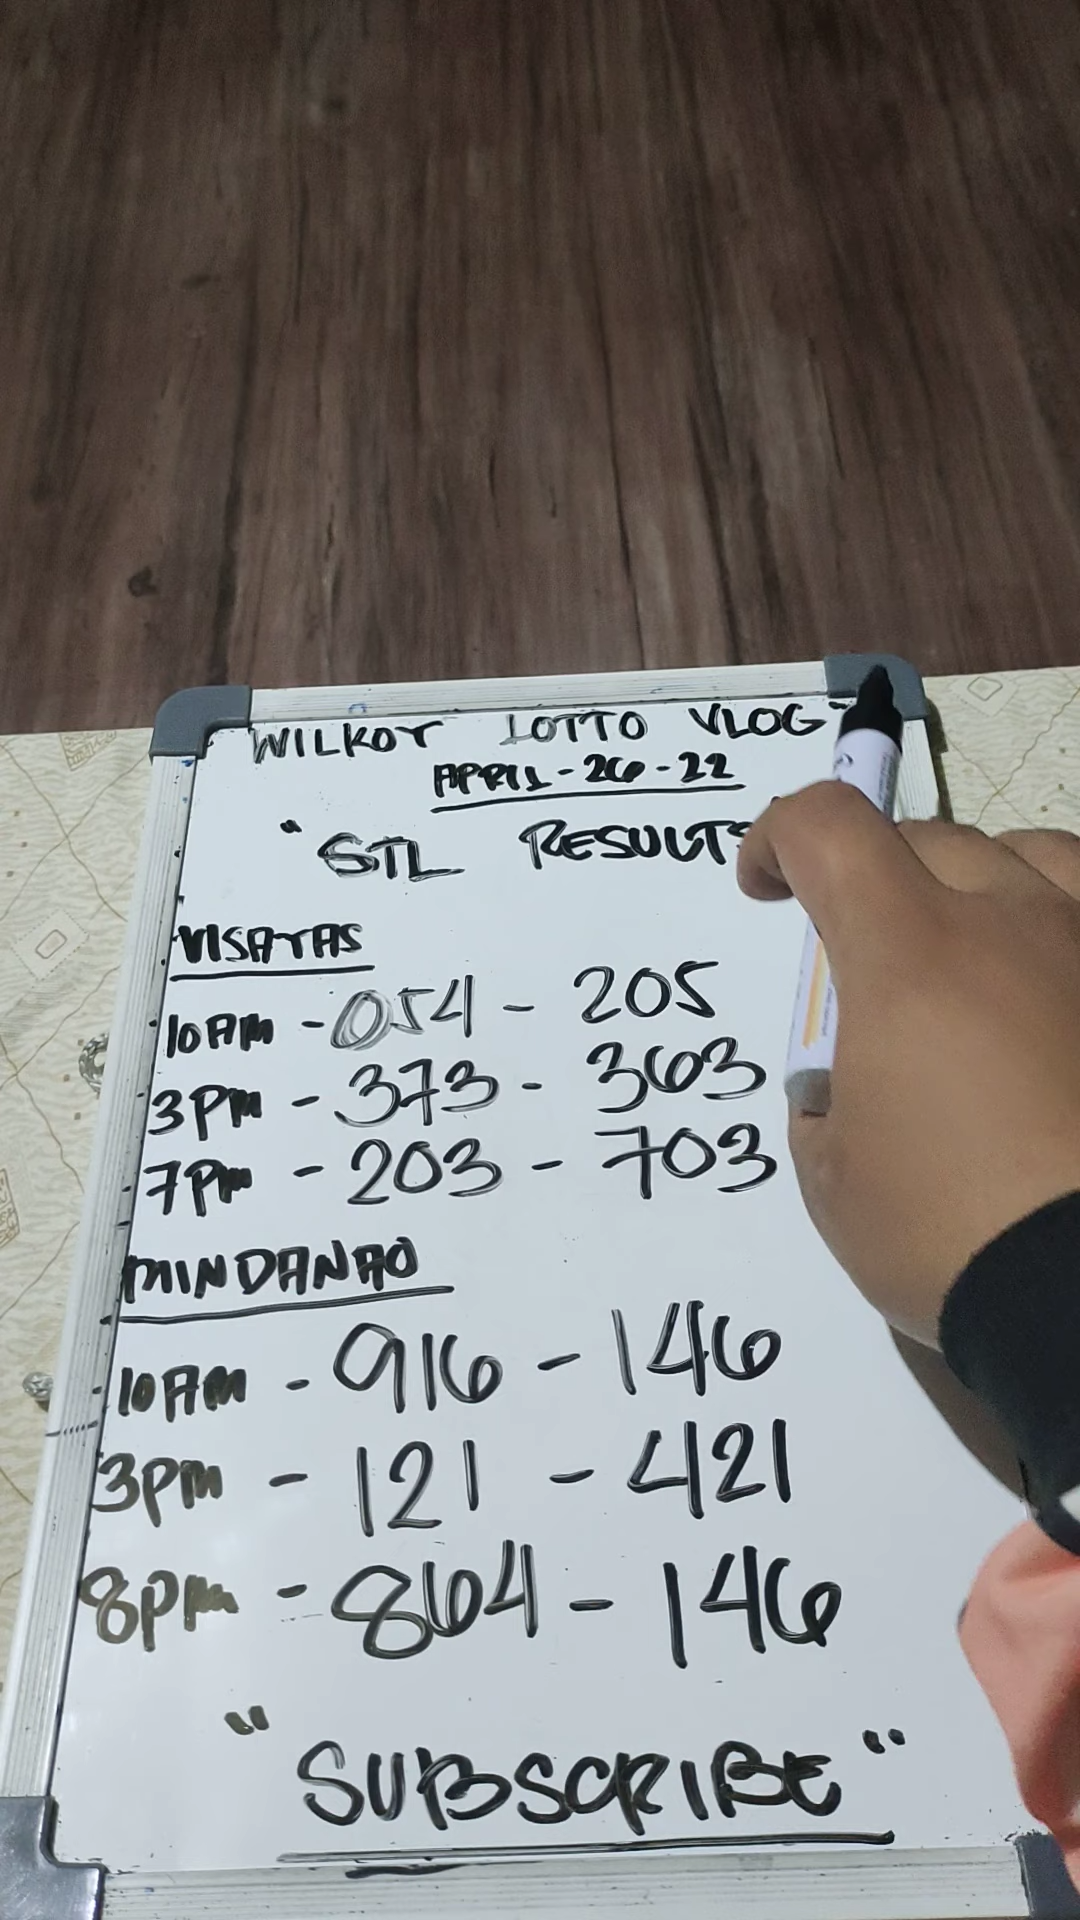 WILKOY LOTTO VLOG
APRIL-26-22
"STL RESULTS
VISAYAS
10AM - 054 - 205
3PM - 373 - 363
7PM - 203 - 703
MINDANAO
10AM - 916 - 146
3PM - 121 - 421
8PM - 864 - 146
"SUBSCRIBE"